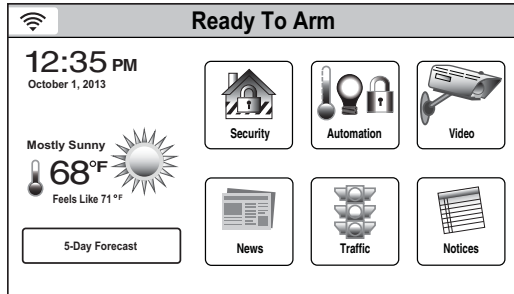 Ready To Arm
12:35 PM
October 1, 2013
Mostly Sunny
68°F
Feels Like 71°F
5-Day Forecast
Security
Automation
Video
News
Traffic
Notices